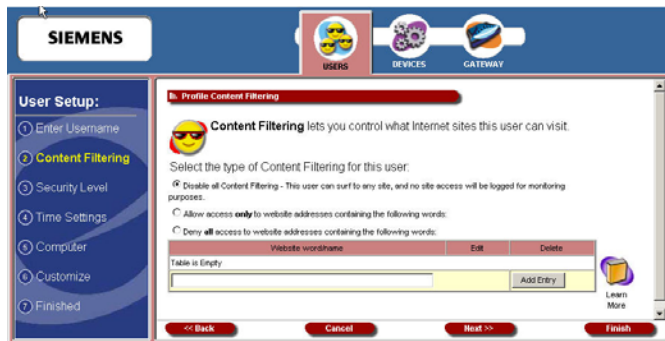 SIEMENS
USERS
DEVICES
GATEWAY
User Setup:
1 Enter Username
2 Content Filtering
3 Security Level
4 Time Settings
5 Computer
6 Customize
7 Finished
Profile Content Filtering
Content Filtering lets you control what Internet sites this user can visit.
Select the type of Content Filtering for this user:
Disable all Content Filtering - This user can surf to any site, and no site access will be logged for monitoring
purposes.
Allow access only to website addresses containing the following words:
Deny all access to website addresses containing the following words:
Website word/name Edit Delete
Table is Empty
Add Entry
Learn
More
<< Back Cancel Next >> Finish